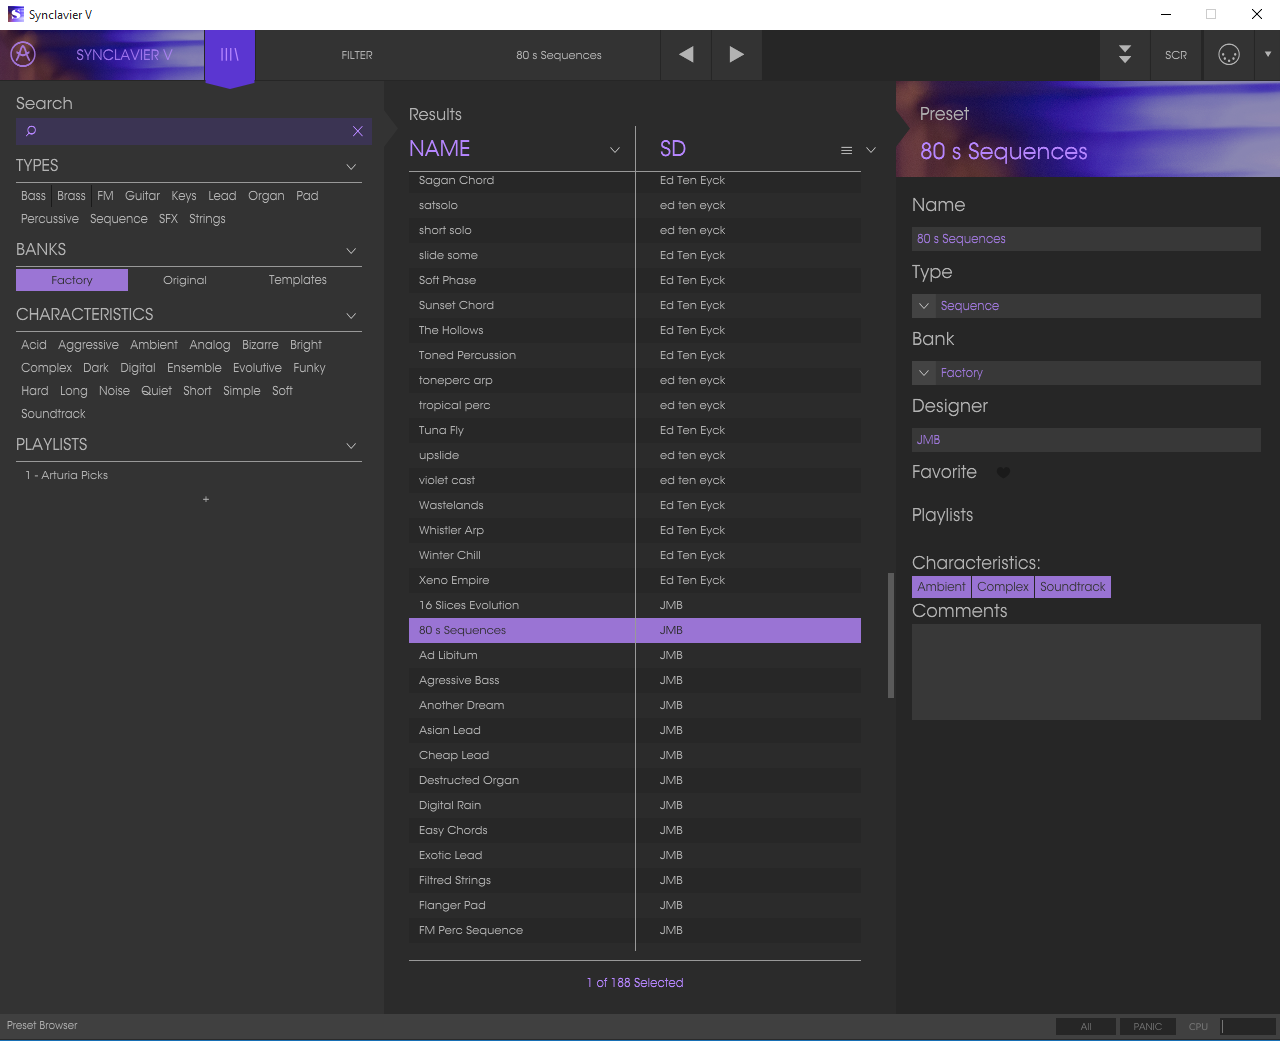 Synclavier V
SYNCLAVIER V
FILTER
80 s Sequences
SCR
Search
TYPES
Bass Brass FM Guitar Keys Lead Organ Pad
Percussive Sequence SFX Strings
BANKS
Factory Original Templates
CHARACTERISTICS
Acid Aggressive Ambient Analog Bizarre Bright
Complex Dark Digital Ensemble Evolutive Funky
Hard Long Noise Quiet Short Simple Soft
Soundtrack
PLAYLISTS
1 - Arturia Picks
+
Results
NAME SD
Sagan Chord Ed Ten Eyck
satsolo ed ten eyck
short solo ed ten eyck
slide some Ed Ten Eyck
Soft Phase Ed Ten Eyck
Sunset Chord Ed Ten Eyck
The Hollows Ed Ten Eyck
Toned Percussion Ed Ten Eyck
toneperc arp ed ten eyck
tropical perc ed ten eyck
Tuna Fly Ed Ten Eyck
upslide ed ten eyck
violet cast ed ten eyck
Wastelands Ed Ten Eyck
Whistler Arp Ed Ten Eyck
Winter Chill Ed Ten Eyck
Xeno Empire Ed Ten Eyck
16 Slices Evolution JMB
80 s Sequences JMB
Ad Libitum JMB
Agressive Bass JMB
Another Dream JMB
Asian Lead JMB
Cheap Lead JMB
Destructed Organ JMB
Digital Rain JMB
Easy Chords JMB
Exotic Lead JMB
Filtred Strings JMB
Flanger Pad JMB
FM Perc Sequence JMB
1 of 188 Selected
Preset
80 s Sequences
Name
80 s Sequences
Type
Sequence
Bank
Factory
Designer
JMB
Favorite
Playlists
Characteristics:
Ambient Complex Soundtrack
Comments
Preset Browser
All PANIC CPU